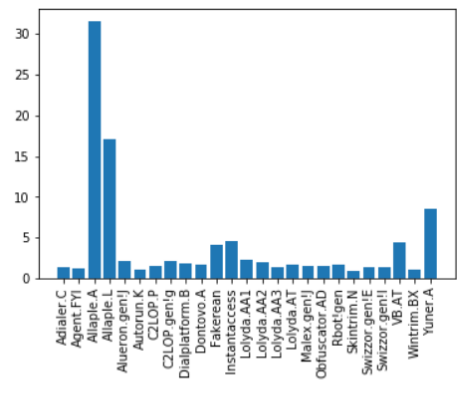 30
25
20
15
10
5
0
Adialer.C
Agent.FYI
Allaple.A
Allaple.L
Alueron.gen!J
Autorun.K
C2LOP.P
C2LOP.gen!g
Dialplatform.B
Dontovo.A
Fakerean
Instantaccess
Lolyda.AA1
Lolyda.AA2
Lolyda.AA3
Lolyda.AT
Malex.gen!J
Obfuscator.AD
Rbot!gen
Skintrim.N
Swizzor.gen!E
Swizzor.gen!I
VB.AT
Wintrim.BX
Yuner.A